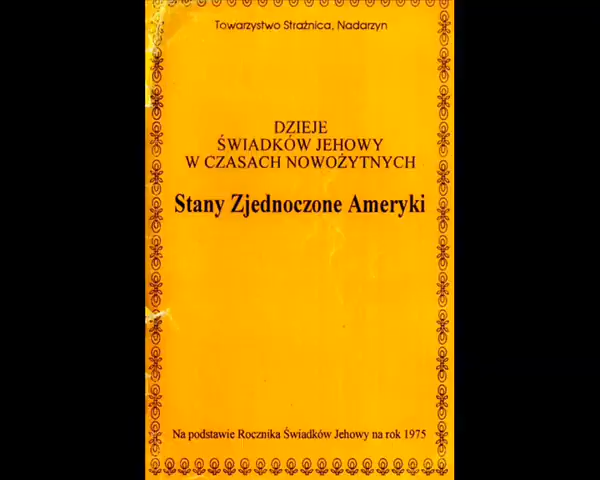 Towarzystwo Strażnica, Nadarzyn
DZIEJE
ŚWIADKÓW JEHOWY
W CZASACH NOWOŻYTNYCH
Stany Zjednoczone Ameryki
Na podstawie Rocznika Świadków Jehowy na rok 1975